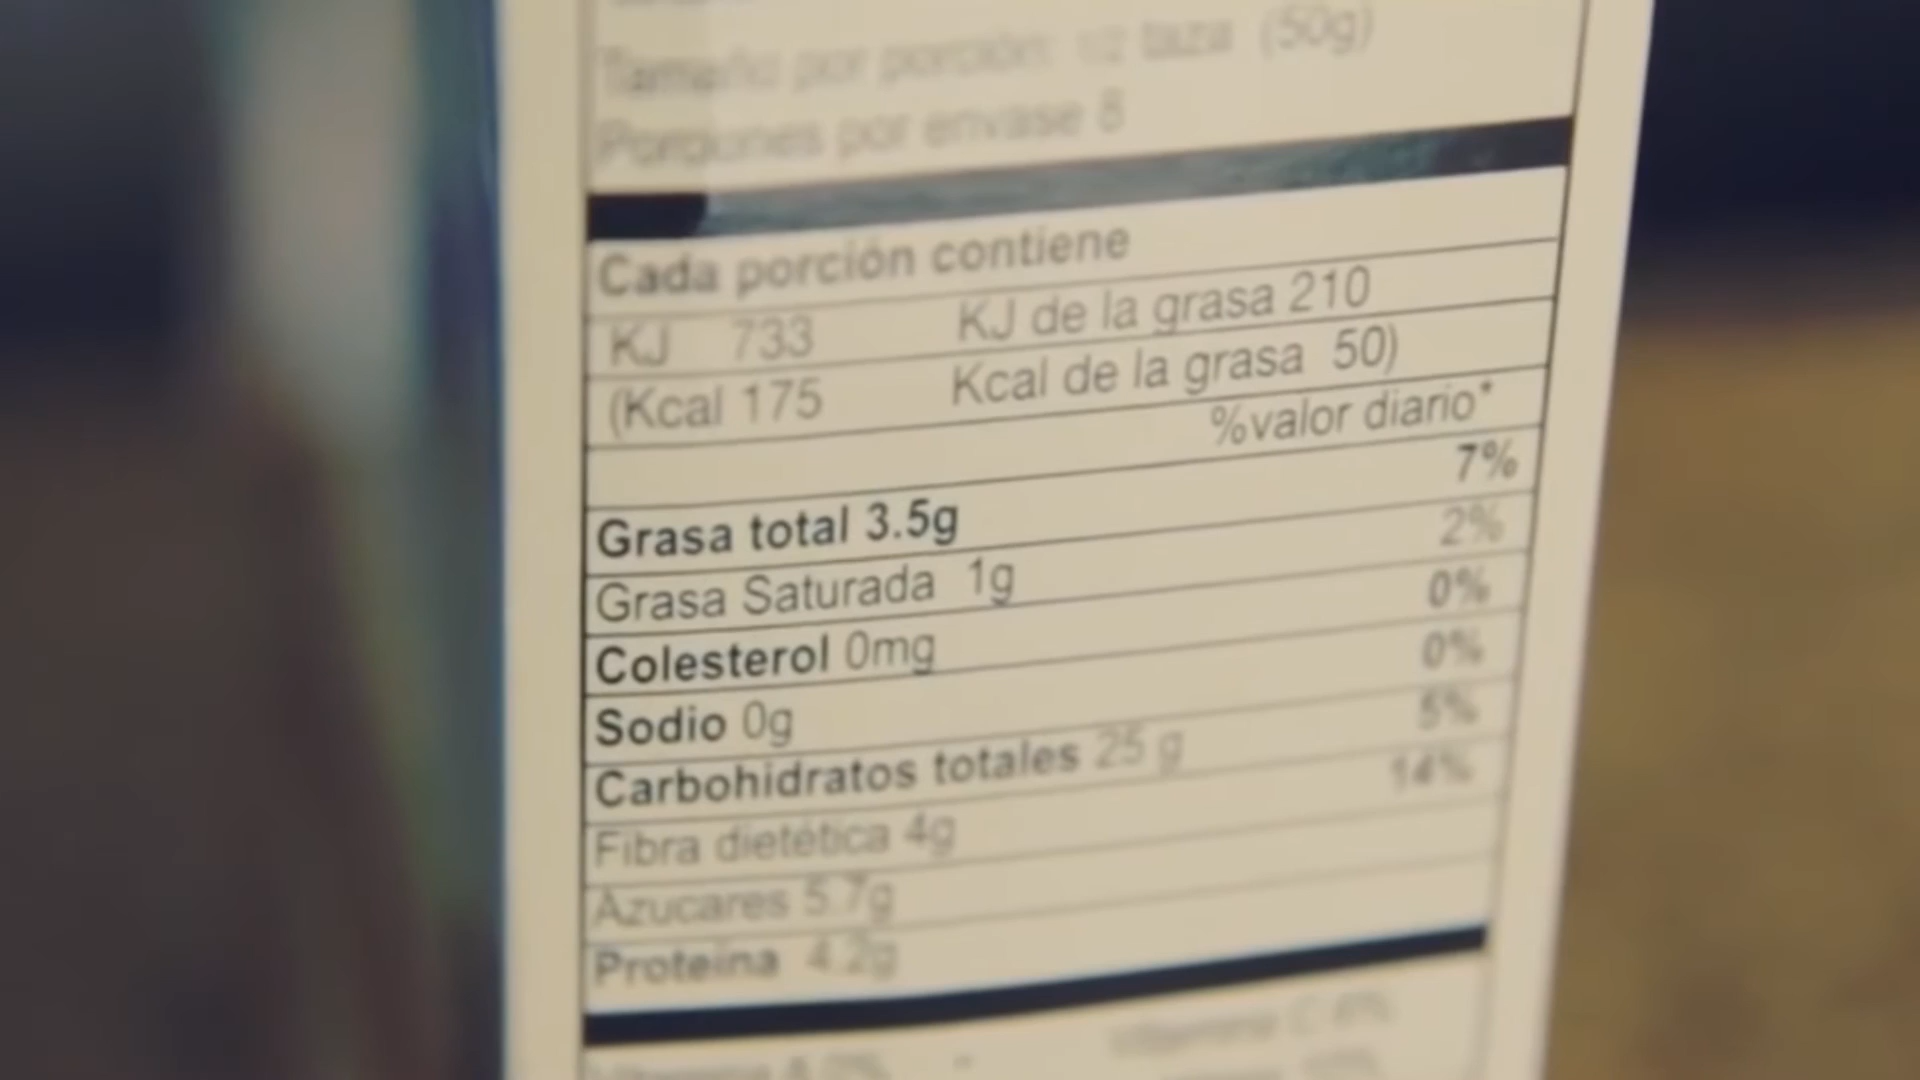 Tamaño por porción: 1/2 taza (50g)
Porciones por envase 8
Cada porción contiene
KJ 733 KJ de la grasa 210
(Kcal 175 Kcal de la grasa 50)
%valor diario*
7%
Grasa total 3.5g
2%
Grasa Saturada 1g
0%
Colesterol 0mg
0%
Sodio 0g
5%
Carbohidratos totales 25 g
14%
Fibra dietética 4g
Azucares 5.7g
Proteína 4.2g
Vitamina C